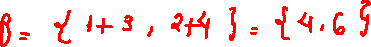 β = { 1+3 , 2+4 } = { 4, 6 }